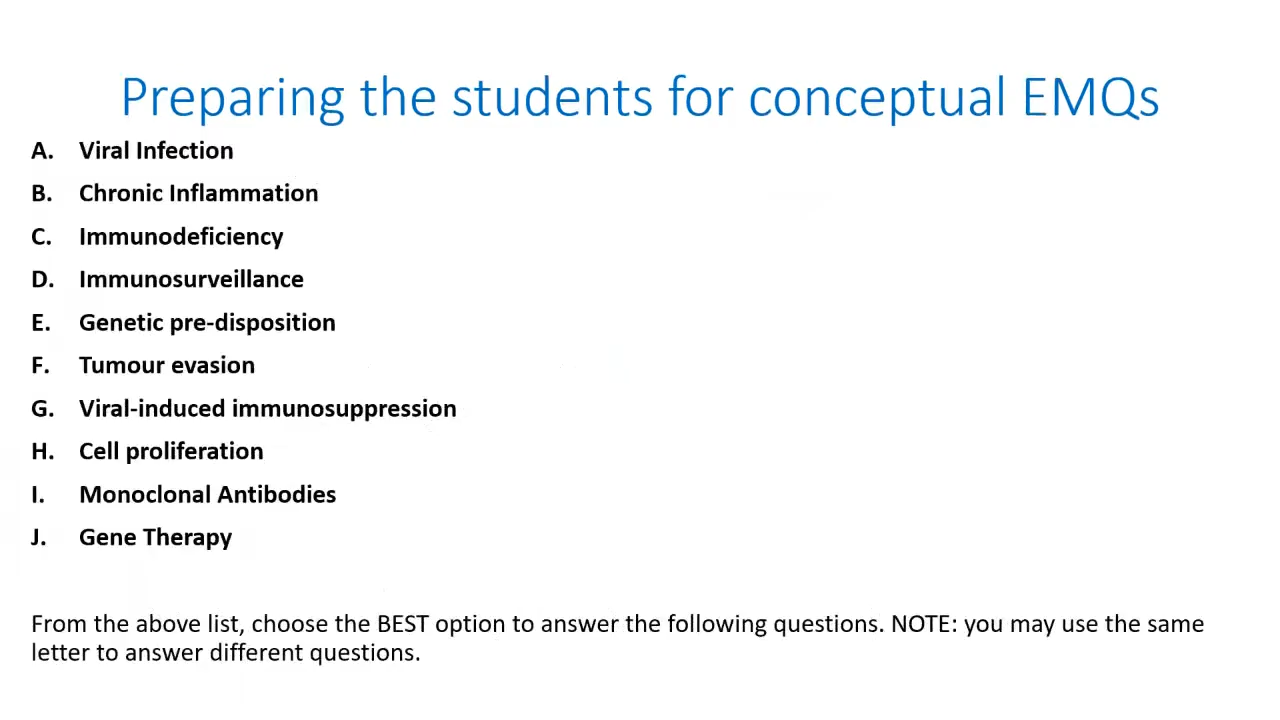 Preparing the students for conceptual EMQs
A. Viral Infection
B. Chronic Inflammation
C. Immunodeficiency
D. Immunosurveillance
E. Genetic pre-disposition
F. Tumour evasion
G. Viral-induced immunosuppression
H. Cell proliferation
I. Monoclonal Antibodies
J. Gene Therapy
From the above list, choose the BEST option to answer the following questions. NOTE: you may use the same
letter to answer different questions.